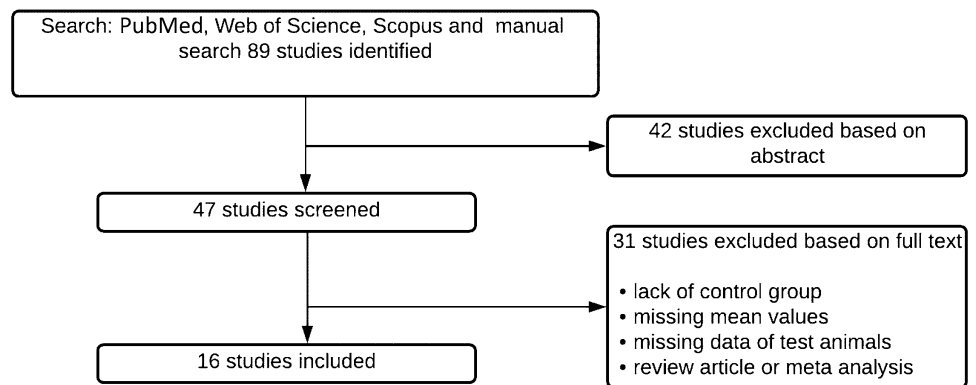 Search: PubMed, Web of Science, Scopus and manual
search 89 studies identified
42 studies excluded based on
abstract
47 studies screened
31 studies excluded based on full text
• lack of control group
• missing mean values
• missing data of test animals
• review article or meta analysis
16 studies included